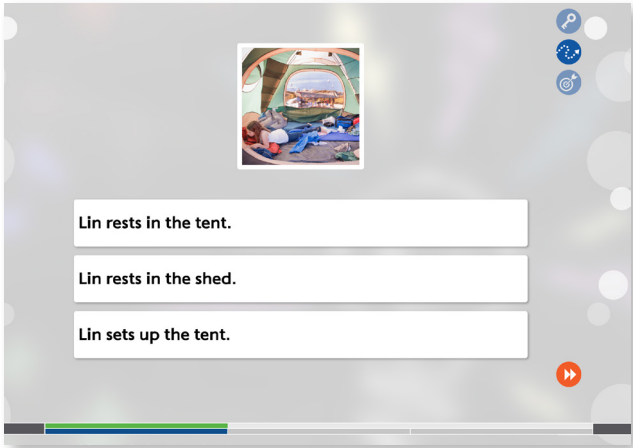 Lin rests in the tent.
Lin rests in the shed.
Lin sets up the tent.